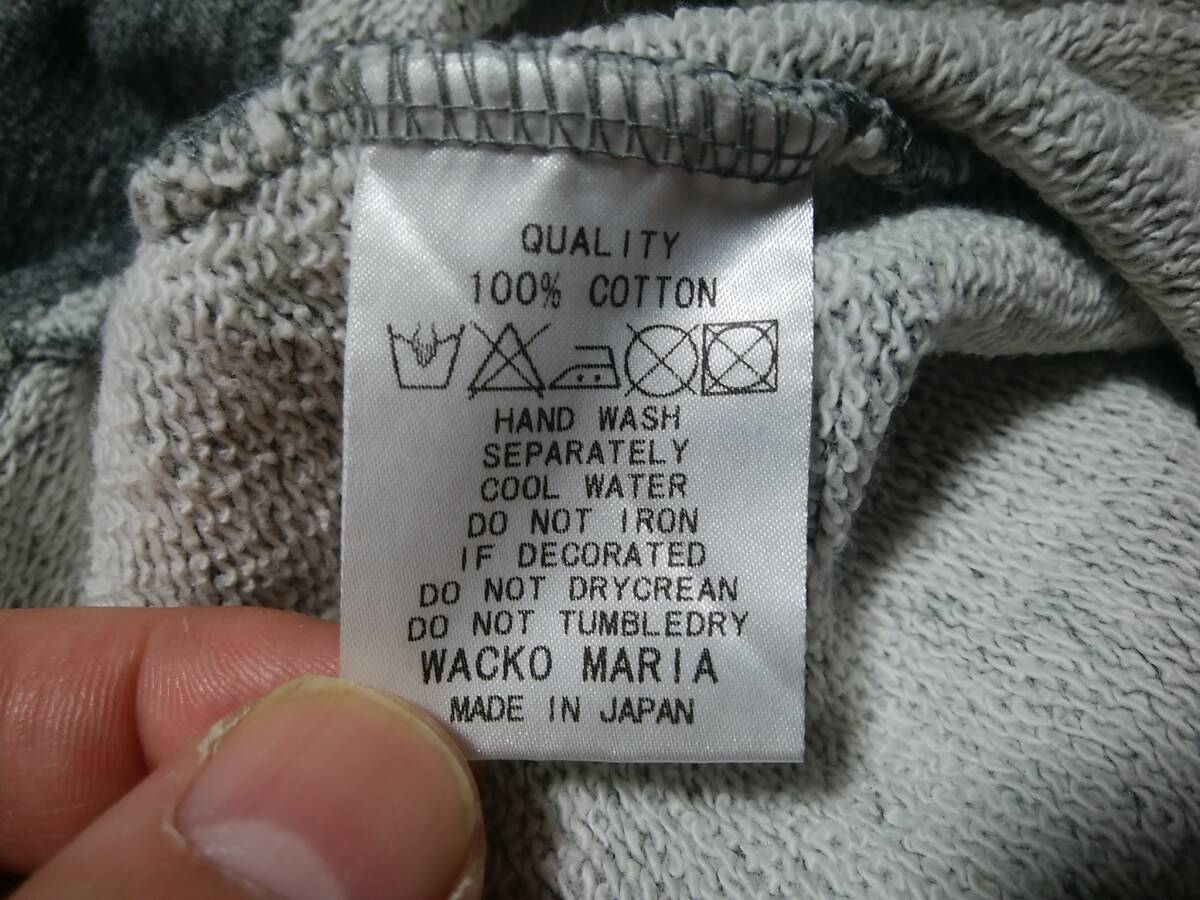 QUALITY
100% COTTON
HAND WASH
SEPARATELY
COOL WATER
DO NOT IRON
IF DECORATED
DO NOT DRYCREAN
DO NOT TUMBLEDRY
WACKO MARIA
MADE IN JAPAN